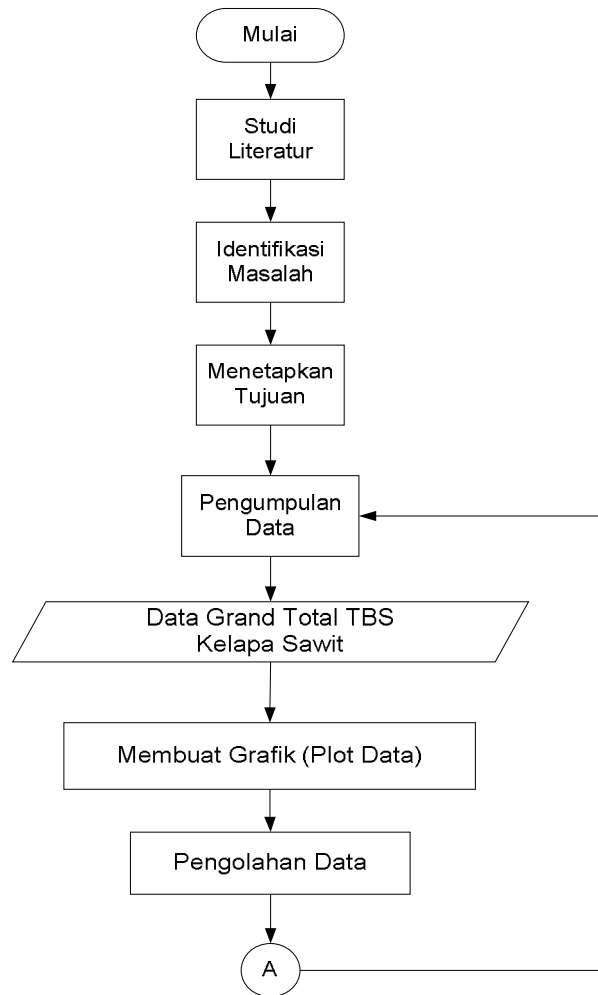 Mulai
Studi
Literatur
Identifikasi
Masalah
Menetapkan
Tujuan
Pengumpulan
Data
Data Grand Total TBS
Kelapa Sawit
Membuat Grafik (Plot Data)
Pengolahan Data
A